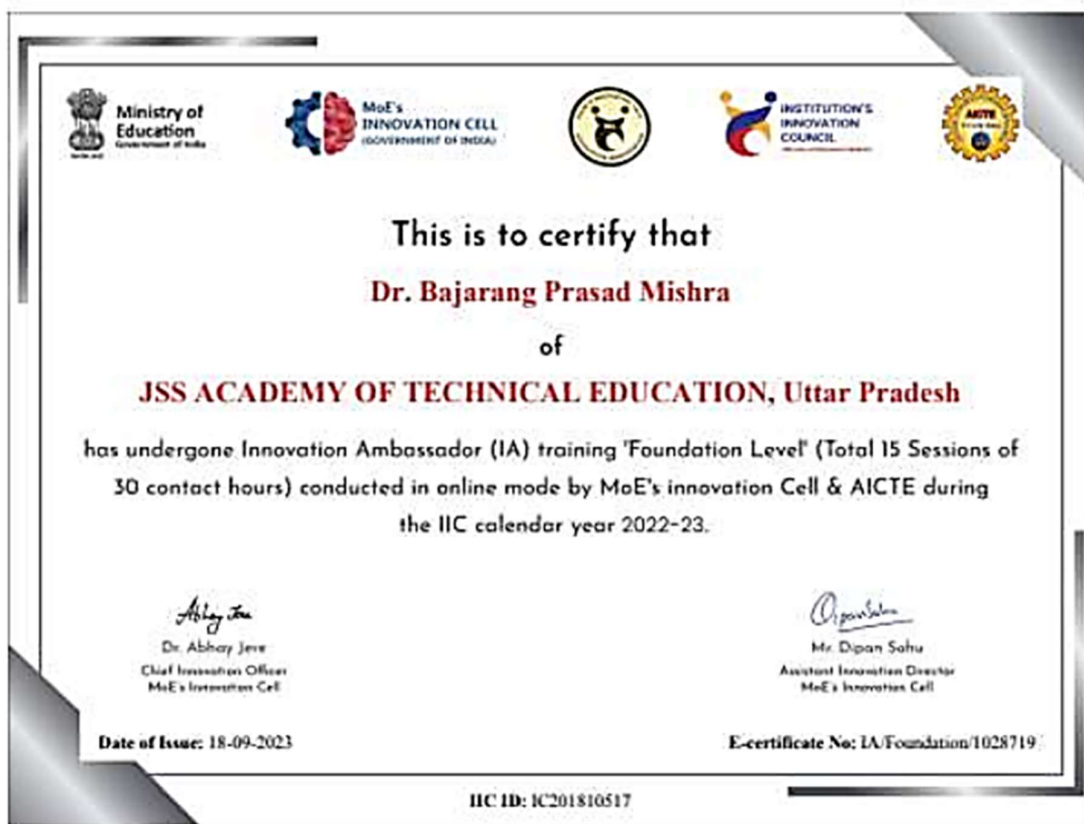 Ministry of
Education
Government of India
MoE's
INNOVATION CELL
(GOVERNMENT OF INDIA)
INSTITUTION'S
INNOVATION
COUNCIL
AICTE
This is to certify that
Dr. Bajarang Prasad Mishra
of
JSS ACADEMY OF TECHNICAL EDUCATION, Uttar Pradesh
has undergone Innovation Ambassador (IA) training 'Foundation Level' (Total 15 Sessions of
30 contact hours) conducted in online mode by MoE's innovation Cell & AICTE during
the IIC calendar year 2022-23.
Abhay Jere
Dr. Abhay Jere
Chief Innovation Officer
MoE's Innovation Cell
Dipan Sahu
Mr. Dipan Sahu
Assistant Innovation Director
MoE's Innovation Cell
Date of Issue: 18-09-2023
E-certificate No: IA/Foundation/1028719
IIC ID: IC201810517